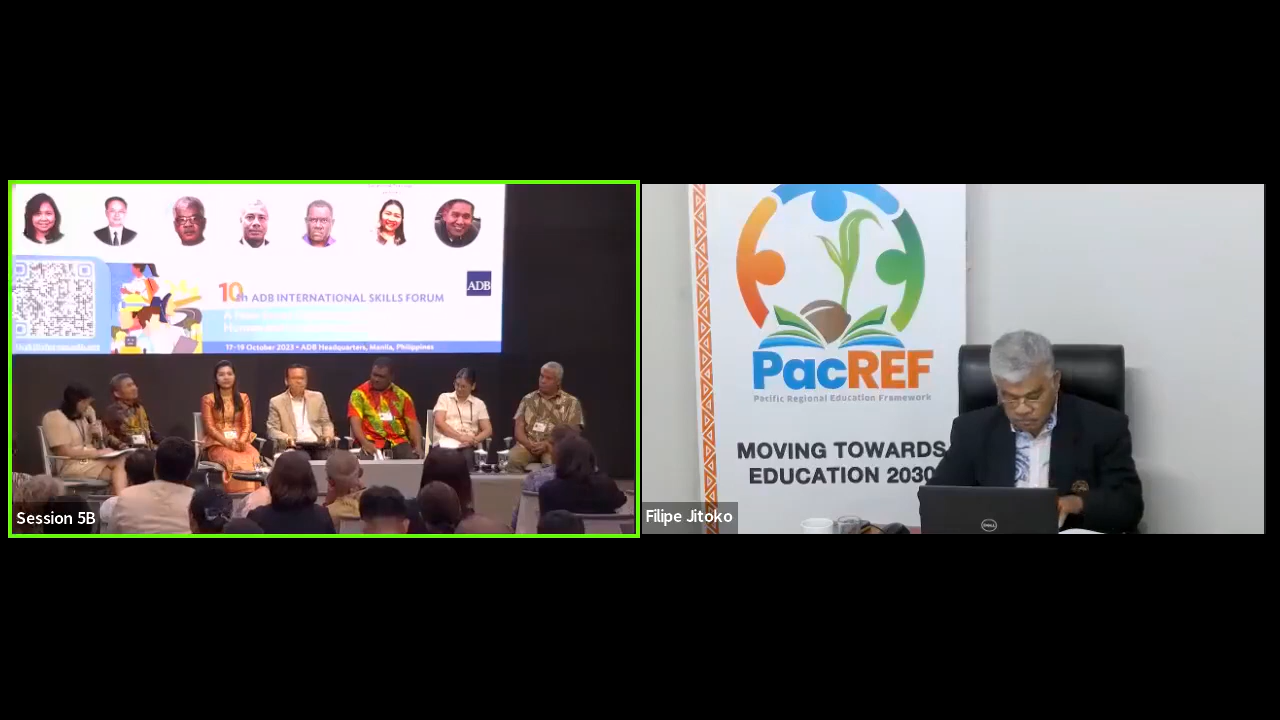 10th ADB INTERNATIONAL SKILLS FORUM
ADB
17-19 October 2023 • ADB Headquarters, Manila, Philippines
Session 5B
PacREF
Pacific Regional Education Framework
MOVING TOWARDS
EDUCATION 2030
DELL
Filipe Jitoko